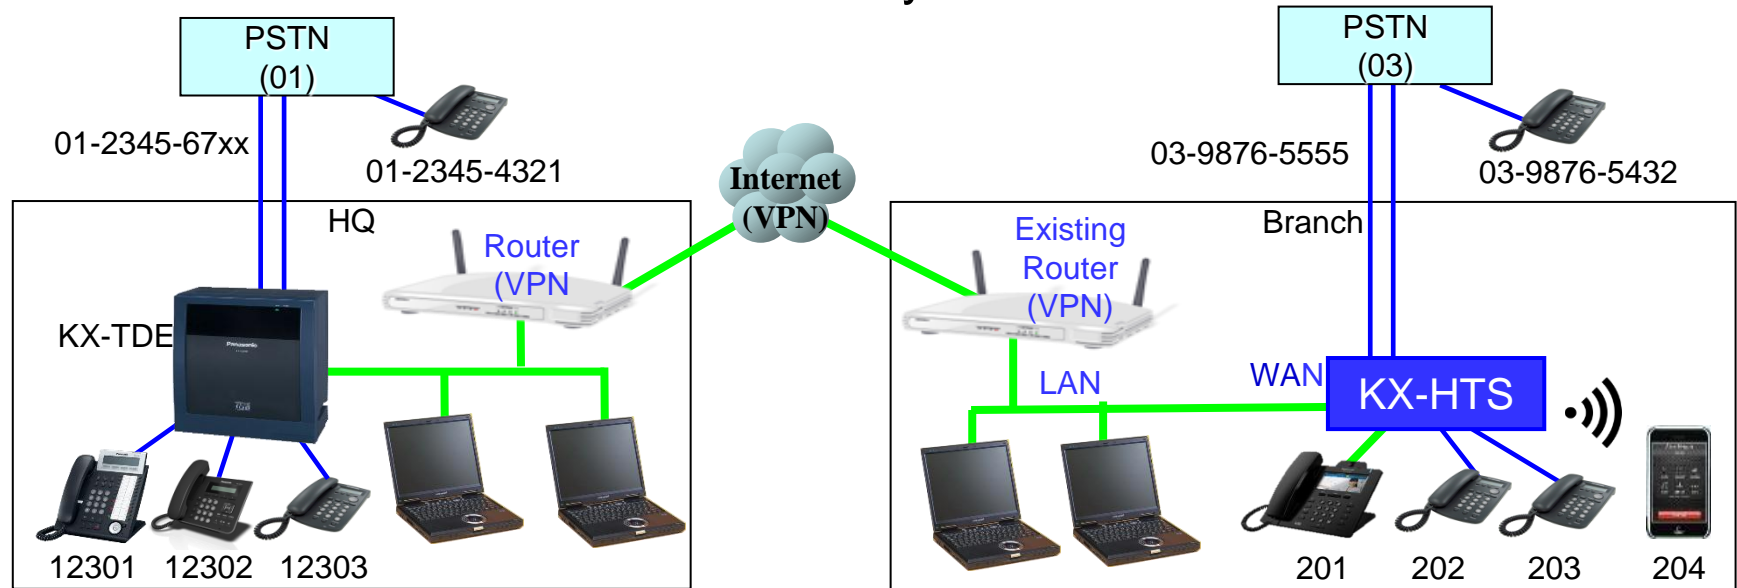 PSTN
(01)
01-2345-67xx
01-2345-4321
HQ
Router
(VPN
KX-TDE
Panasonic
12301 12302 12303
Internet
(VPN)
PSTN
(03)
03-9876-5555
03-9876-5432
Branch
Existing
Router
(VPN)
LAN
WAN
KX-HTS
201 202 203 204